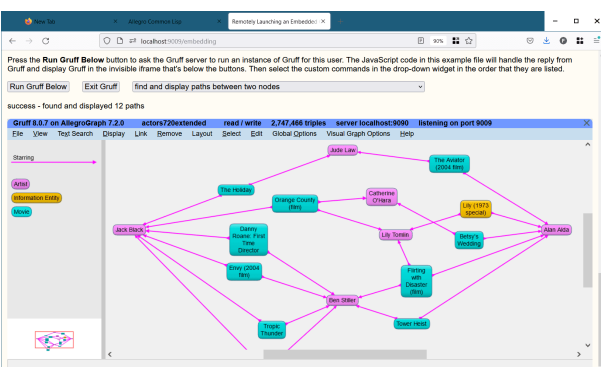 New Tab
Allegro Common Lisp
Remotely Launching an Embedded
localhost:9009/embedding
90%
Press the Run Gruff Below button to ask the Gruff server to run an instance of Gruff for this user. The JavaScript code in this example file will handle the reply from
Gruff and display Gruff in the invisible iframe that's below the buttons. Then select the custom commands in the drop-down widget in the order that they are listed.
Run Gruff Below Exit Gruff find and display paths between two nodes
success - found and displayed 12 paths
Gruff 8.0.7 on AllegroGraph 7.2.0 actors720extended read / write 2,747,466 triples server localhost:9090 listening on port 9009
File View Text Search Display Link Remove Layout Select Edit Global Options Visual Graph Options Help
Starring
Artist
Information Entity
Movie
Jude Law
The Aviator
(2004 film)
The Holiday
Orange County
(film)
Catherine
O'Hara
Lily (1973
special)
Jack Black
Danny
Roane: First
Time
Director
Lily Tomlin
Betsy's
Wedding
Alan Alda
Envy (2004
film)
Flirting
with
Disaster
(film)
Ben Stiller
Tropic
Thunder
Tower Heist